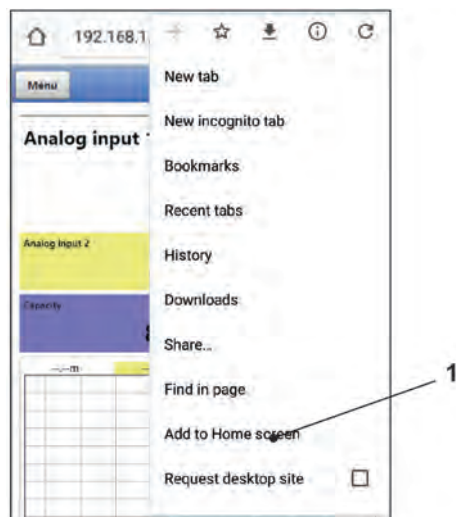 192.168.1
Menu
New tab
New incognito tab
Analog input
Bookmarks
Recent tabs
Analog Input 2
History
Downloads
Capacity
Share...
--,--m
Find in page
1
Add to Home screen
Request desktop site